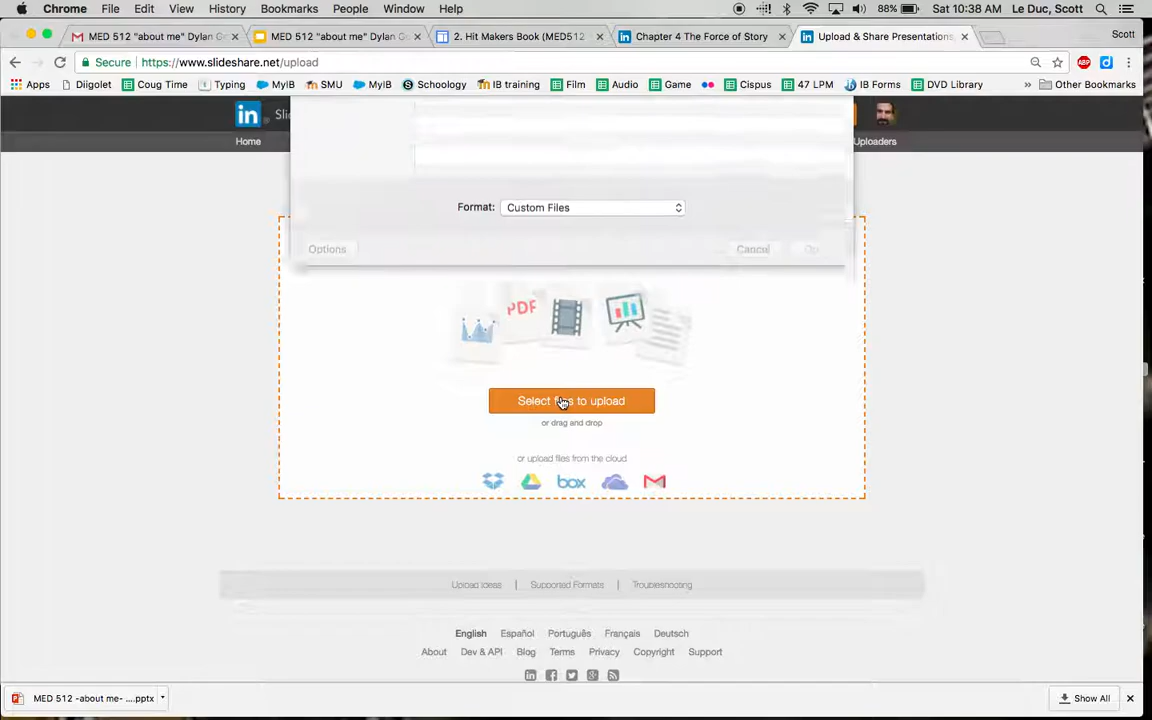 Chrome File Edit View History Bookmarks People Window Help 88% Sat 10:38 AM Le Duc, Scott
MED 512 "about me" Dylan G MED 512 "about me" Dylan G 2. Hit Makers Book (MED512 Chapter 4 The Force of Story Upload & Share Presentations, Scott
Secure https://www.slideshare.net/upload
Apps Diigolet Coug Time Typing MyIB SMU MyIB Schoology IB training Film Audio Game Cispus 47 LPM IB Forms DVD Library » Other Bookmarks
in Sli
Home Uploaders
Format: Custom Files
Options Cancel Op
PDF
Select files to upload
or drag and drop
or upload files from the cloud
box
Upload Ideas | Supported Formats | Troubleshooting
English Español Português Français Deutsch
About Dev & API Blog Terms Privacy Copyright Support
MED 512 -about me- ....pptx Show All